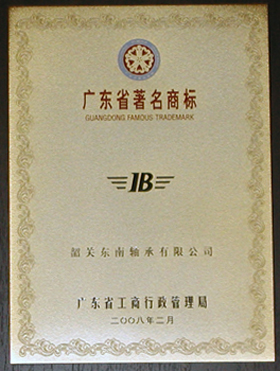 广东省著名商标
GUANGDONG FAMOUS TRADEMARK
IB
韶关东南轴承有限公司
广东省工商行政管理局
二〇〇八年二月